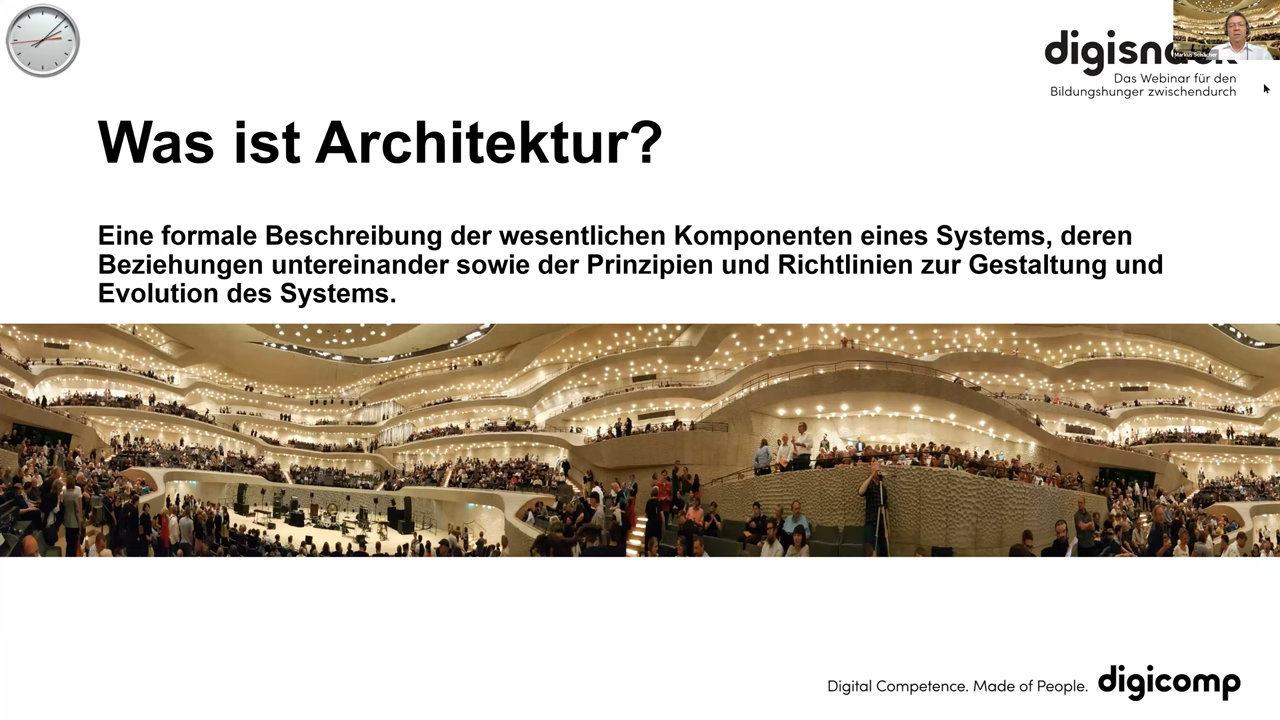 digisnack
Markus Schacher
Das Webinar für den
Bildungshunger zwischendurch
Was ist Architektur?
Eine formale Beschreibung der wesentlichen Komponenten eines Systems, deren
Beziehungen untereinander sowie der Prinzipien und Richtlinien zur Gestaltung und
Evolution des Systems.
Digital Competence. Made of People. digicomp